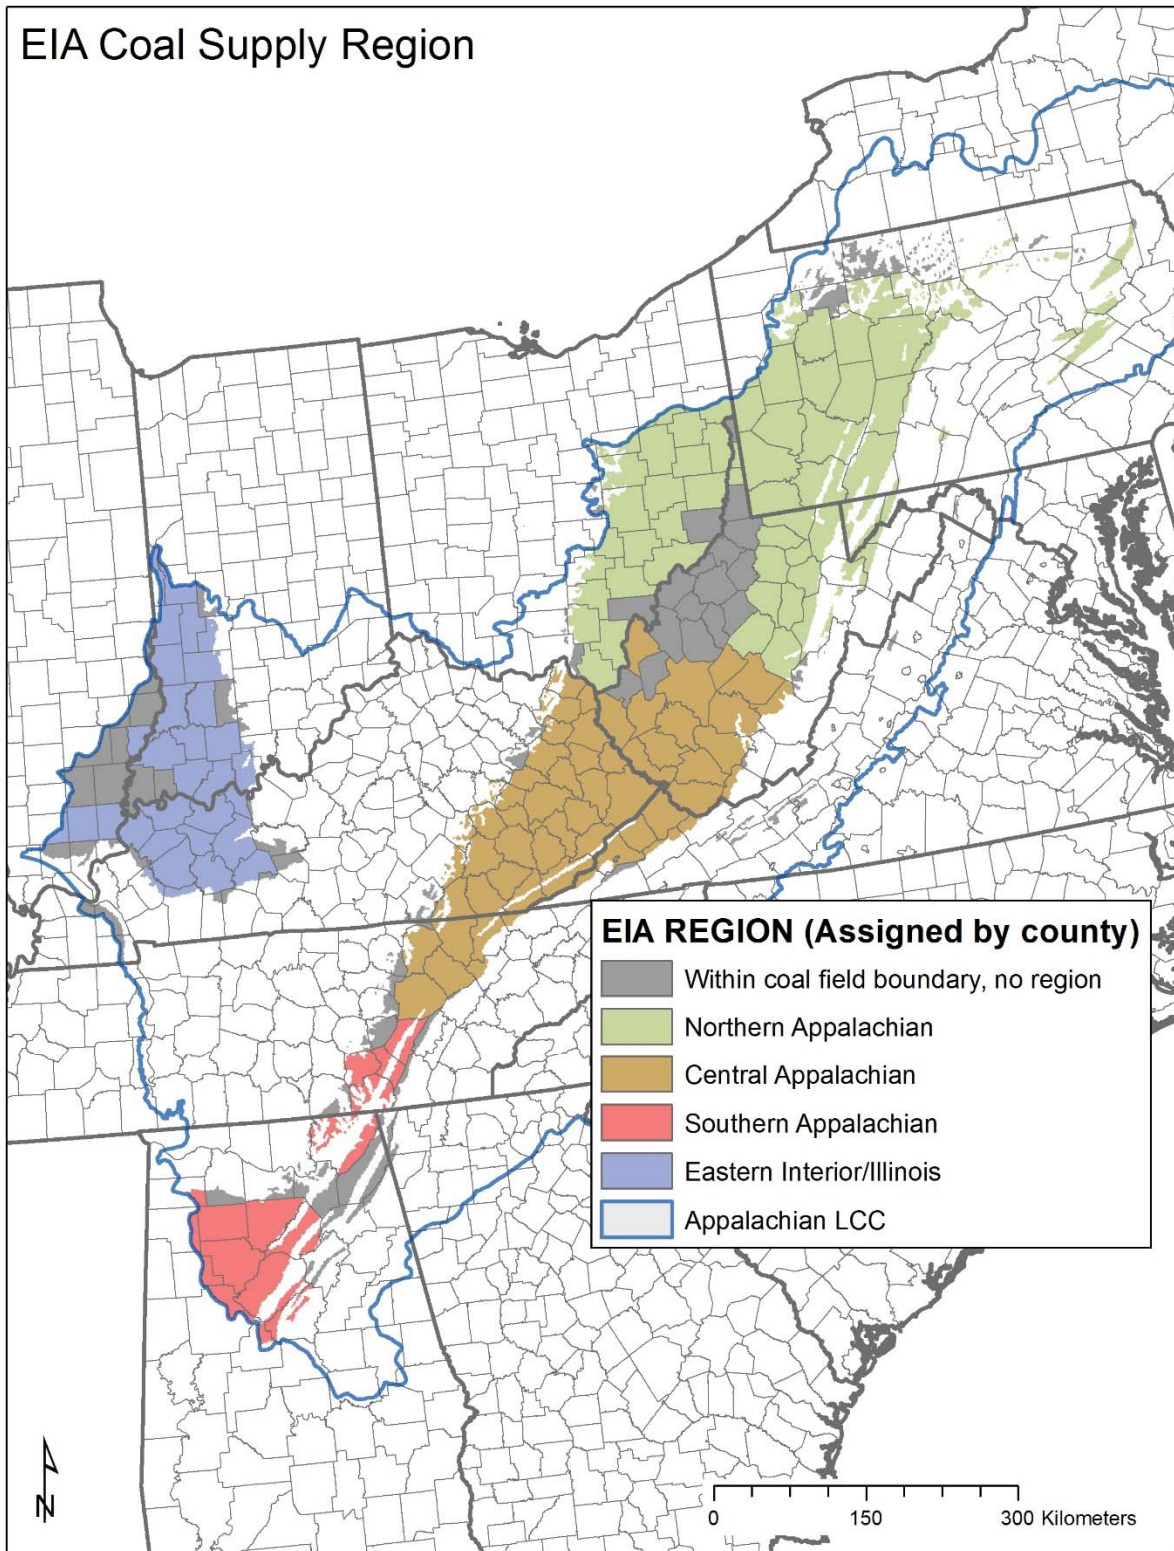 EIA Coal Supply Region
EIA REGION (Assigned by county)
Within coal field boundary, no region
Northern Appalachian
Central Appalachian
Southern Appalachian
Eastern Interior/Illinois
Appalachian LCC
N
0 150 300 Kilometers